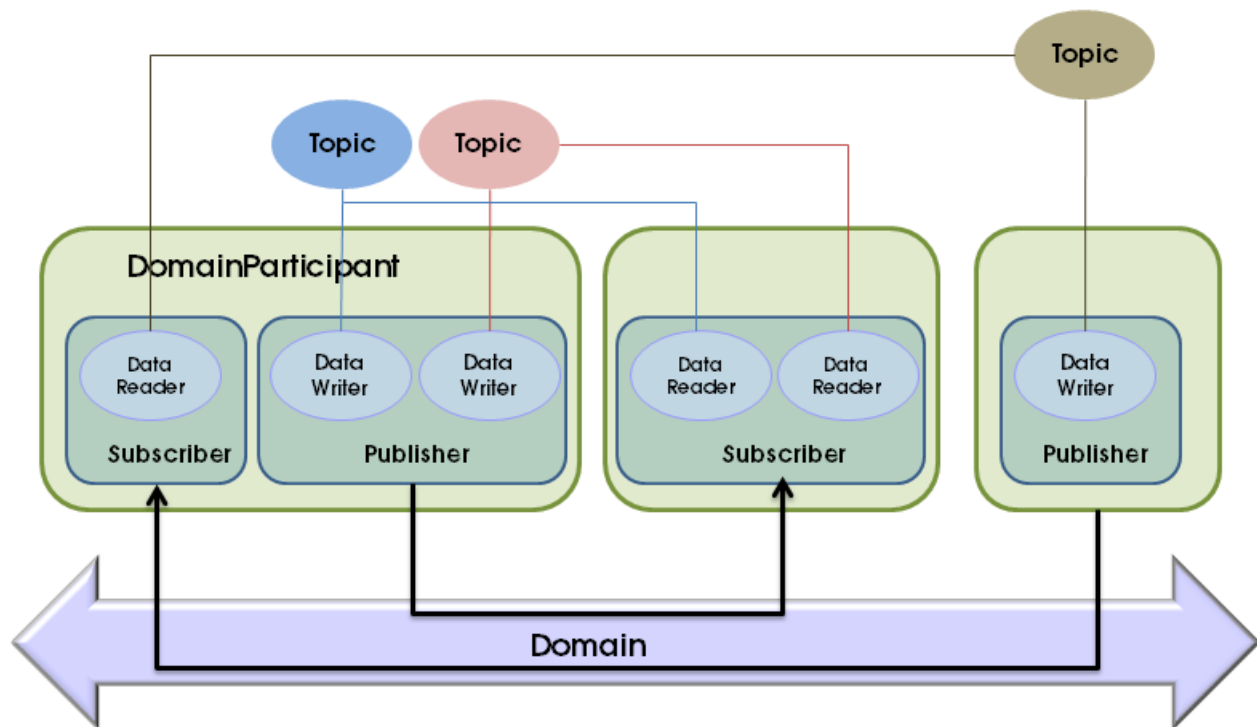 Topic
Topic
Topic
DomainParticipant
Data
Reader
Data
Writer
Data
Writer
Data
Reader
Data
Reader
Data
Writer
Subscriber
Publisher
Subscriber
Publisher
Domain